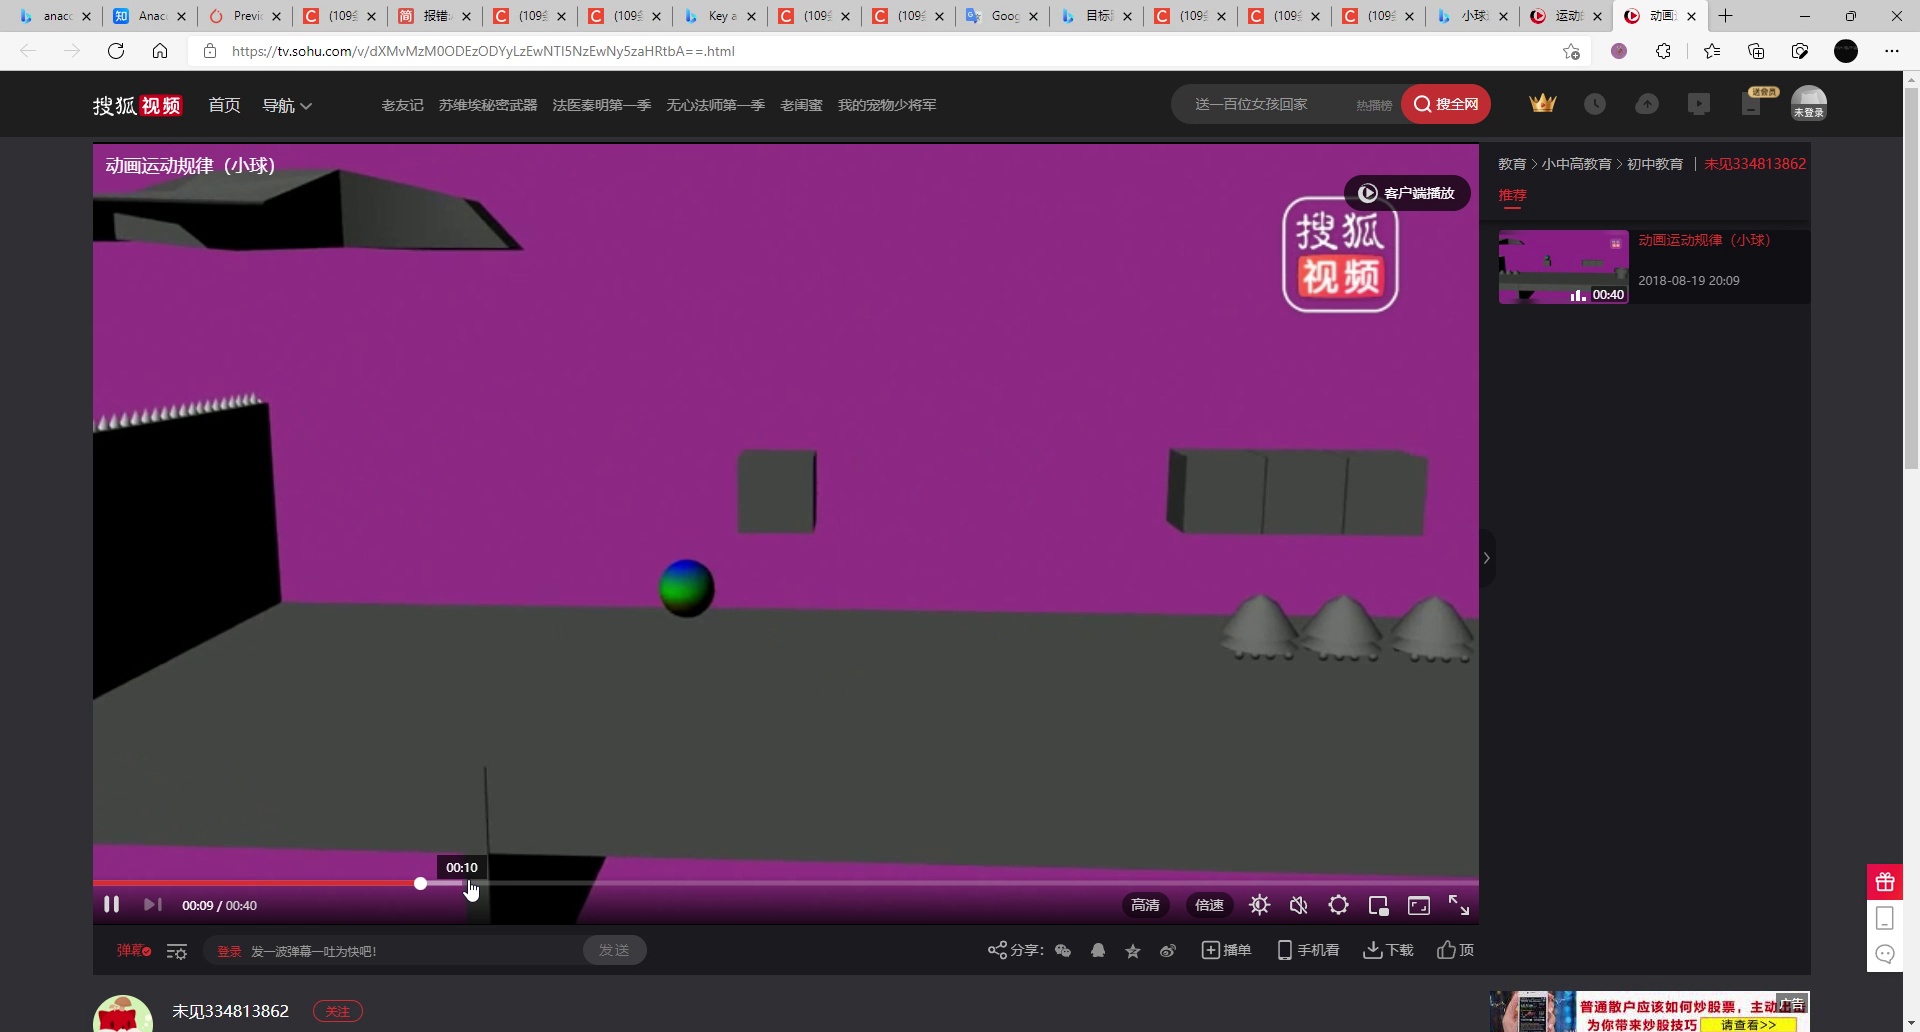 anacc
Anac
Previ
(109
报错
(109
(109
Key a
(109
(109
Goog
目标
(109
(109
(109
小球
运动
动画
https://tv.sohu.com/v/dXMvMzM0ODEzODYyLzEwNTI5NzEwNy5zaHRtbA==.html
搜狐视频 首页 导航 老友记 苏维埃秘密武器 法医秦明第一季 无心法师第一季 老闺蜜 我的宠物少将军 送一百位女孩回家 热播榜 搜全网 送会员 未登录
动画运动规律（小球）
客户端播放
搜狐
视频
教育 > 小中高教育 > 初中教育 | 未见334813862
推荐
动画运动规律（小球）
2018-08-19 20:09
00:40
00:10
00:09 / 00:40 高清 倍速
弹幕 登录 发一波弹幕一吐为快吧! 发送 分享: 播单 手机看 下载 顶
未见334813862 关注
普通散户应该如何炒股票，主动出
广告
为你带来炒股技巧 请查看>>